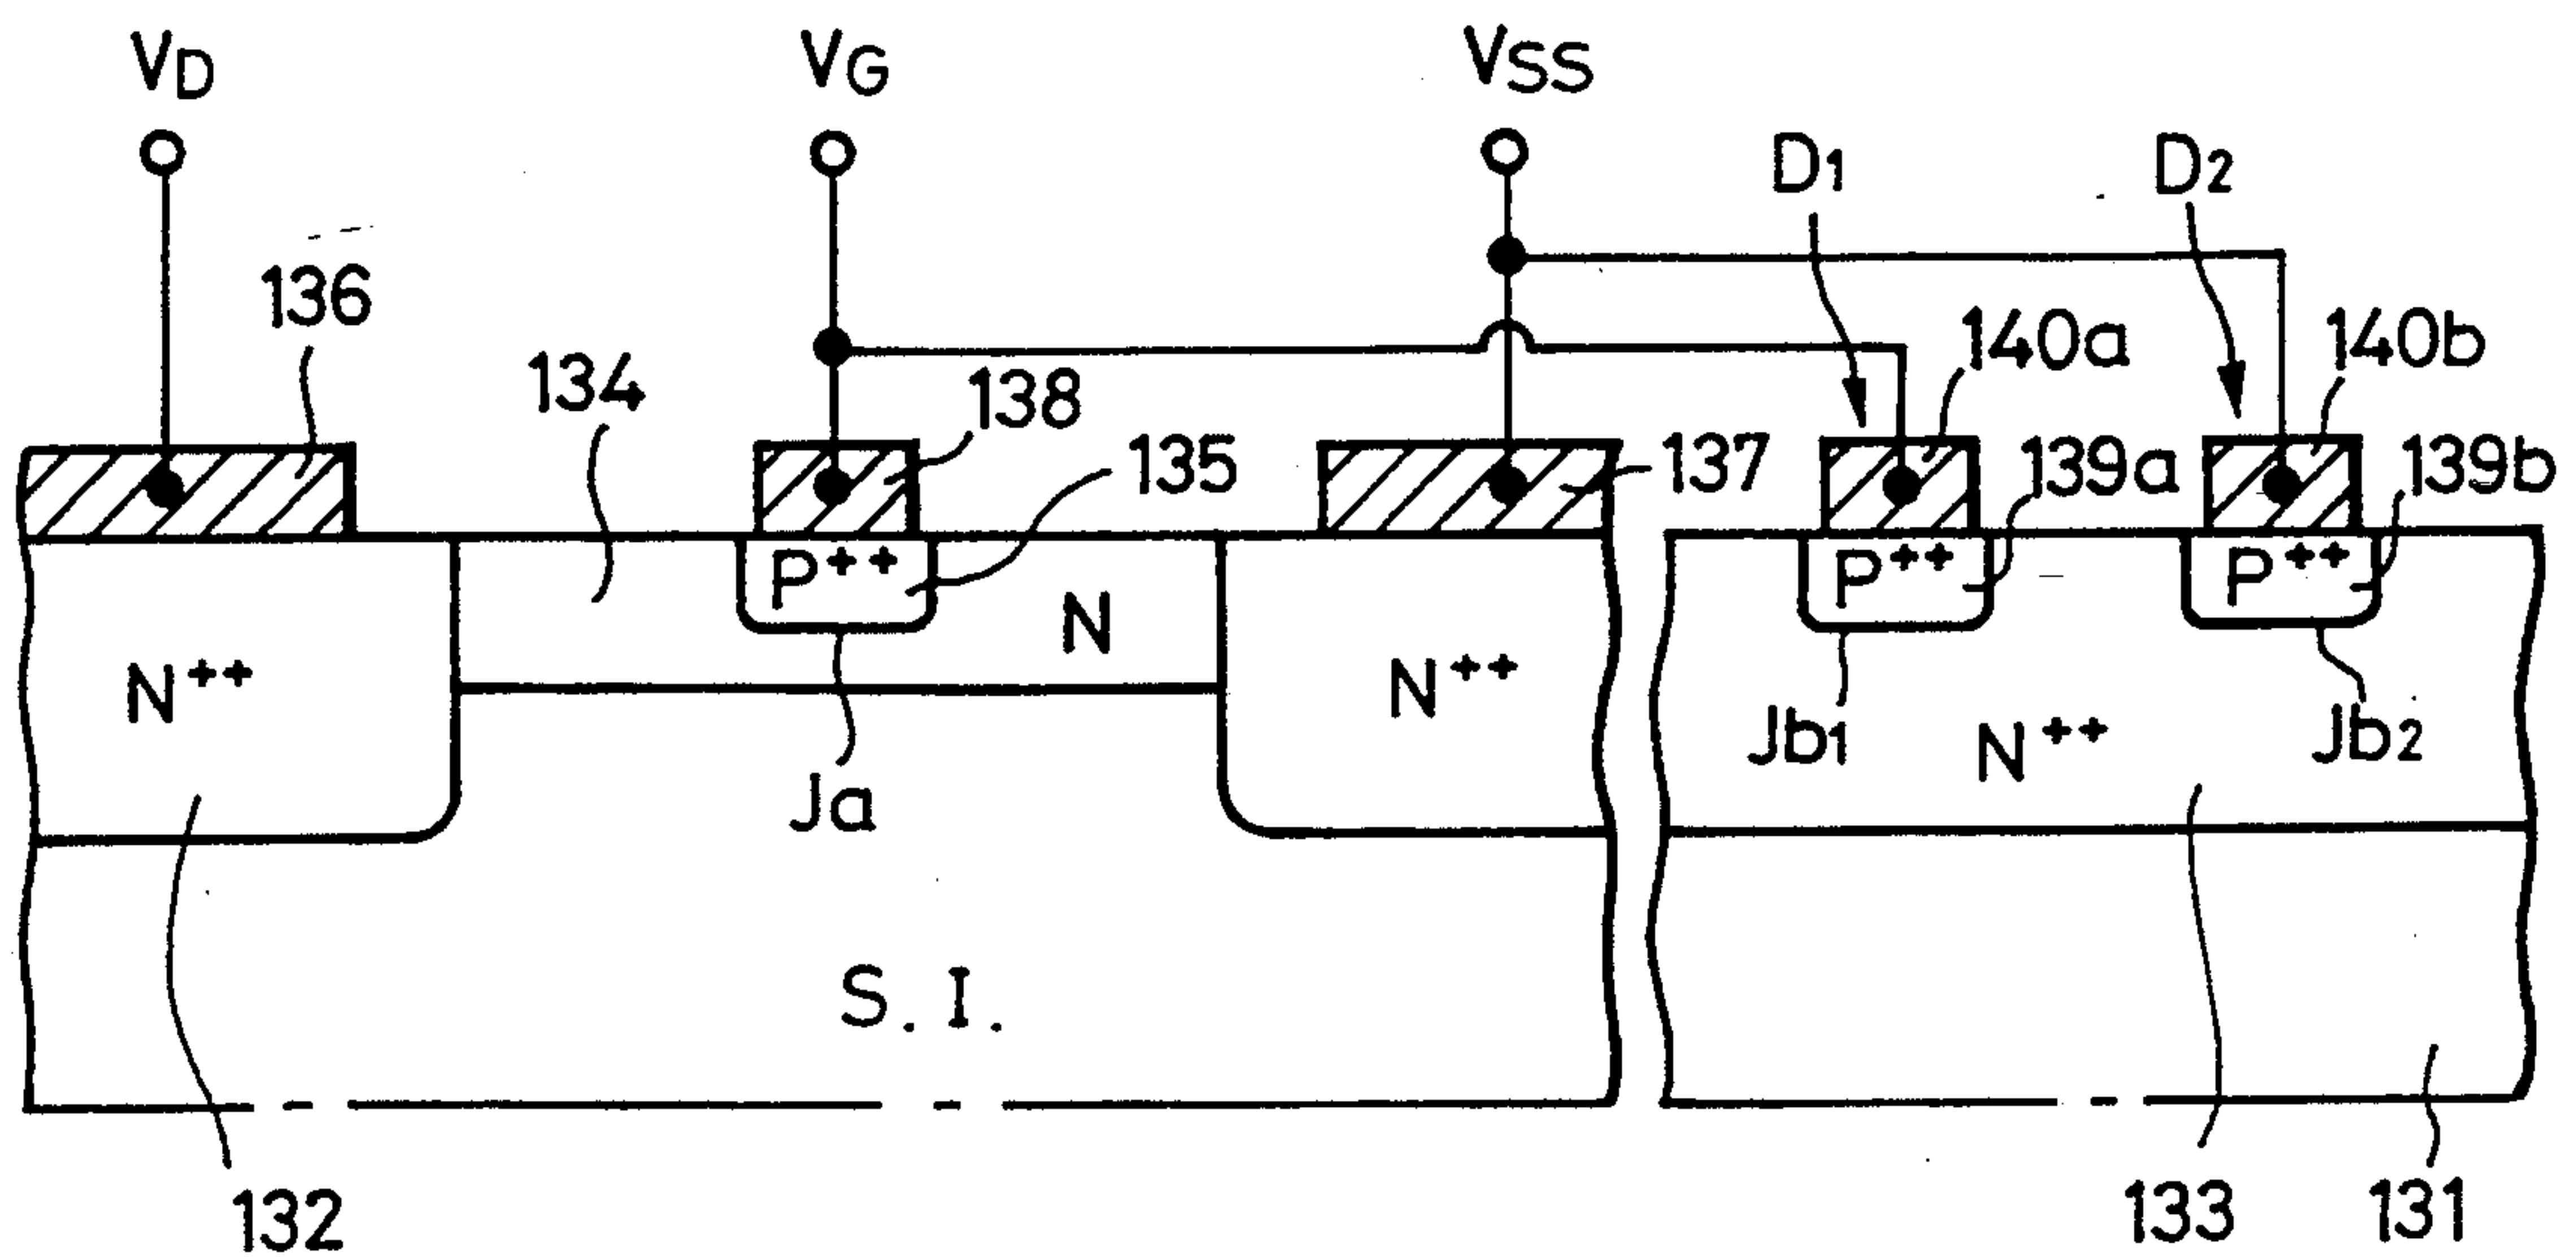 VD
VG
VSS
D1
D2
136
134
138
135
137
140a
139a
140b
139b
P++
P++
P++
N
N++
N++
N++
Ja
Jb1
Jb2
S. I.
132
133
131